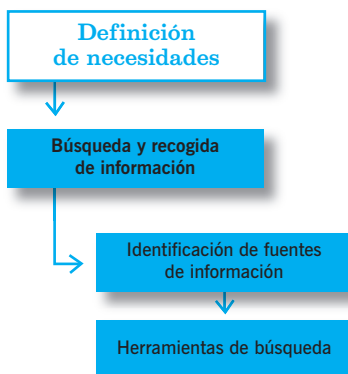 Definición
de necesidades
Búsqueda y recogida
de información
Identificación de fuentes
de información
Herramientas de búsqueda